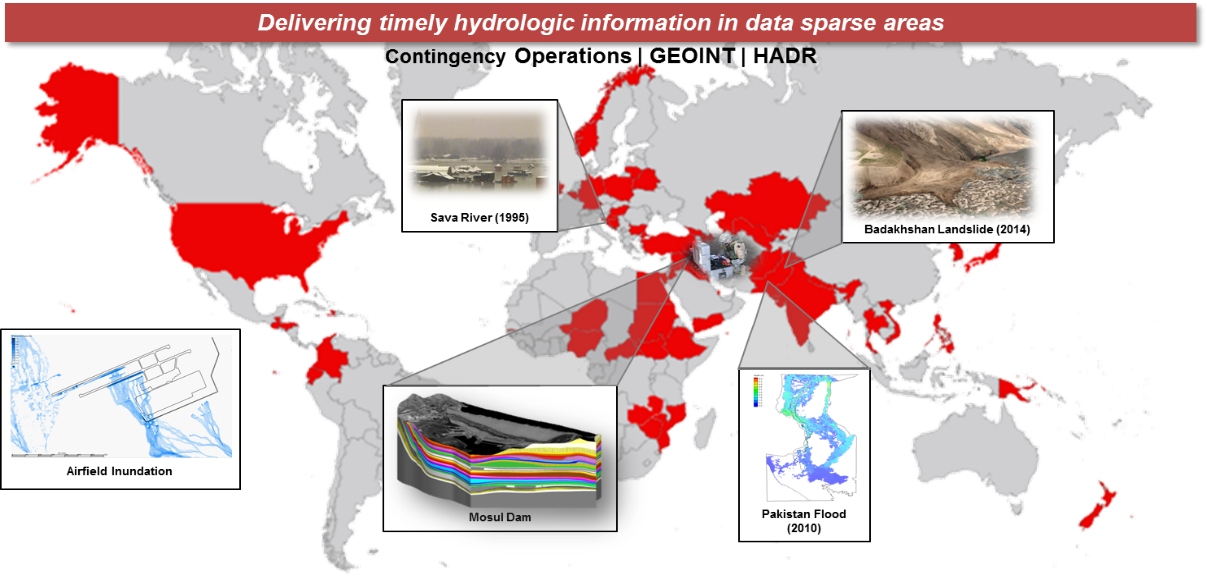 Delivering timely hydrologic information in data sparse areas
Contingency Operations | GEOINT | HADR
Sava River (1995)
Badakhshan Landslide (2014)
Airfield Inundation
Mosul Dam
Pakistan Flood
(2010)